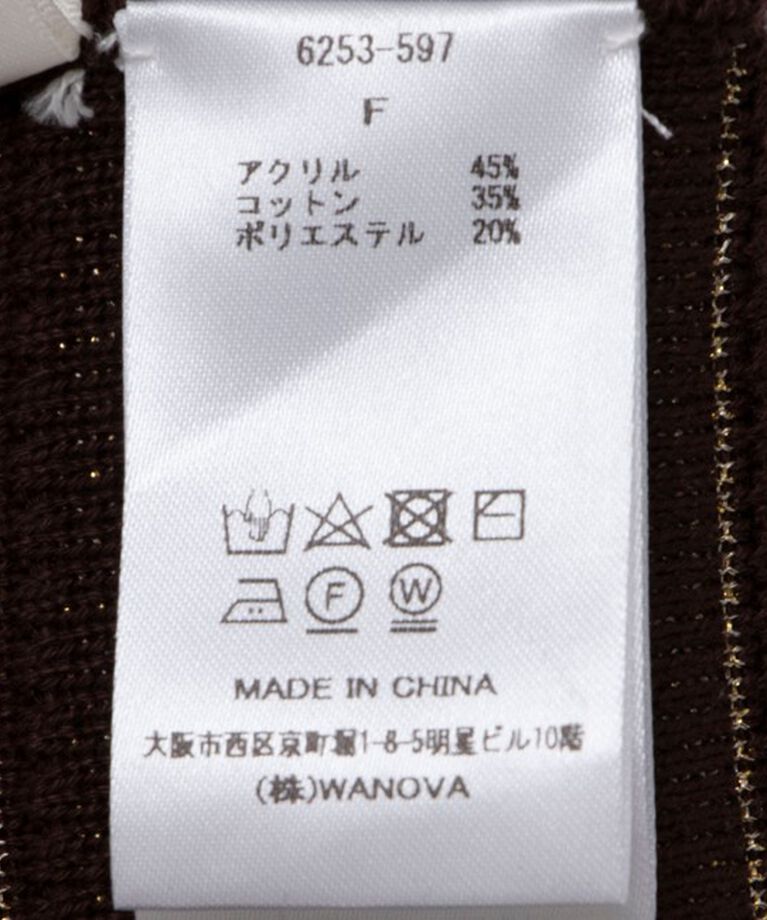 6253-597
F
アクリル 45%
コットン 35%
ポリエステル 20%
F W
MADE IN CHINA
大阪市西区京町堀1-8-5明星ビル10階
(株)WANOVA